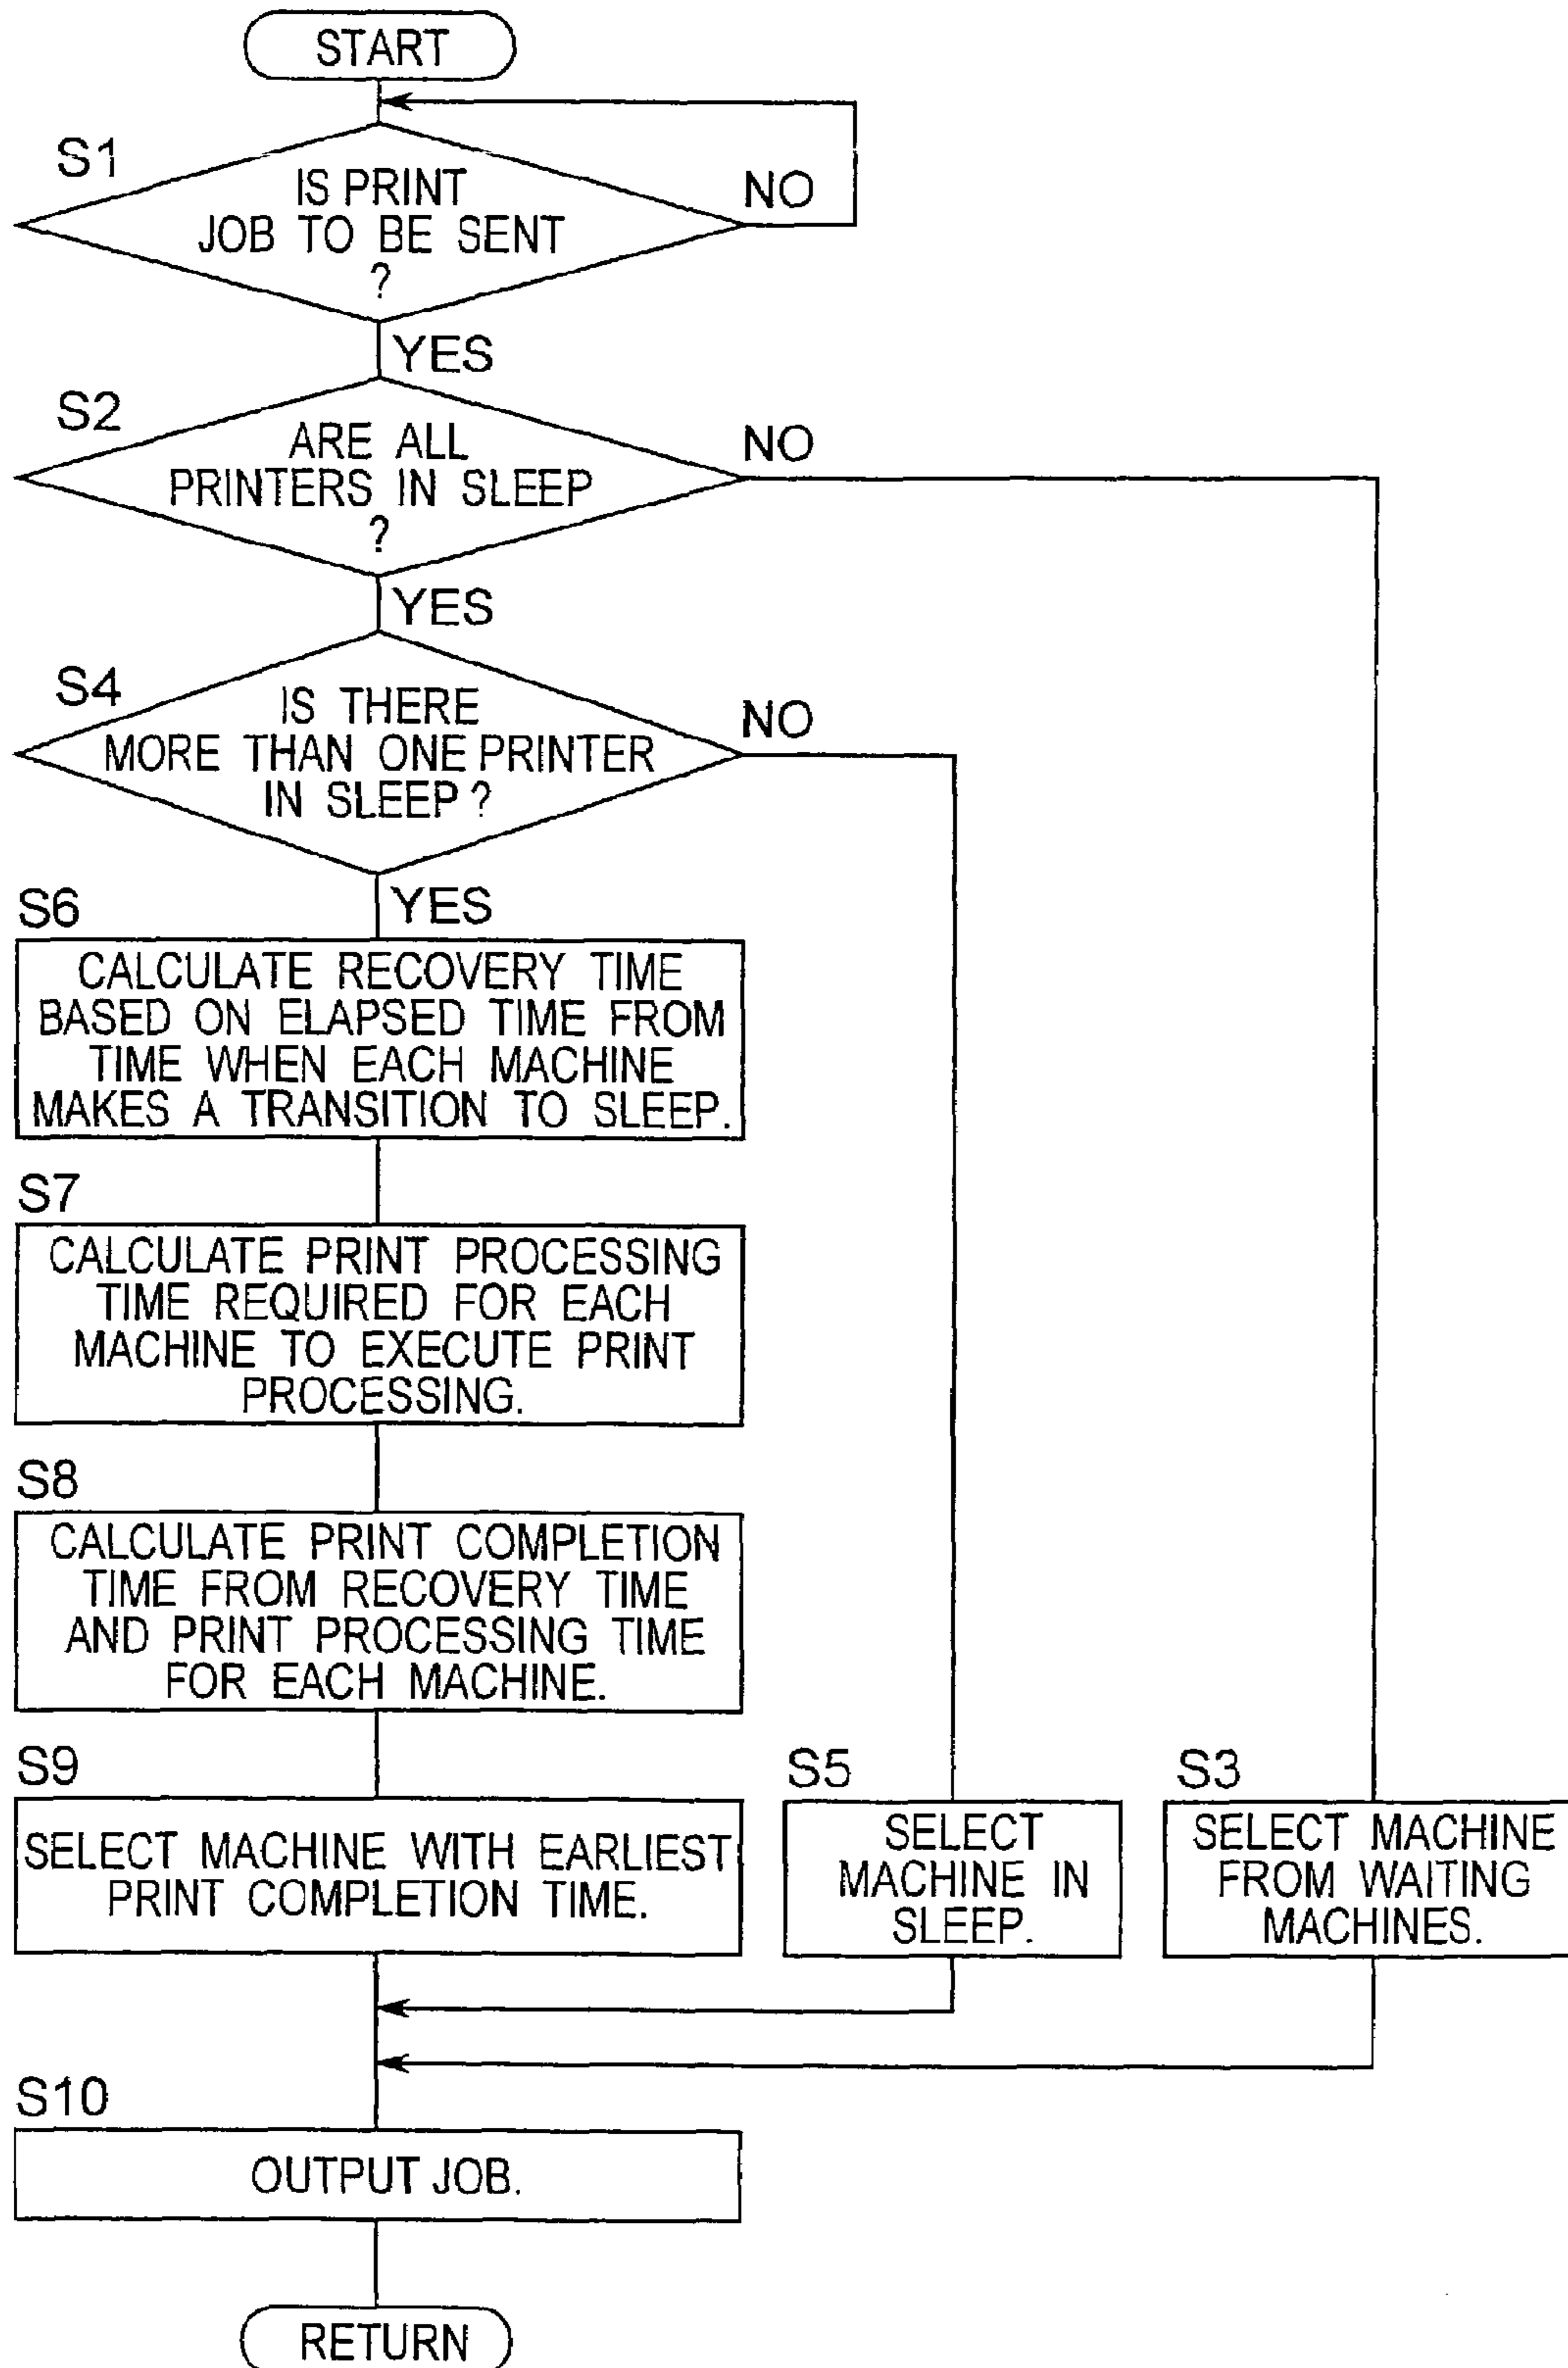 START
S1
IS PRINT
JOB TO BE SENT
?
NO
YES
S2
ARE ALL
PRINTERS IN SLEEP
?
NO
YES
S4
IS THERE
MORE THAN ONE PRINTER
IN SLEEP?
NO
YES
S6
CALCULATE RECOVERY TIME
BASED ON ELAPSED TIME FROM
TIME WHEN EACH MACHINE
MAKES A TRANSITION TO SLEEP.
S7
CALCULATE PRINT PROCESSING
TIME REQUIRED FOR EACH
MACHINE TO EXECUTE PRINT
PROCESSING.
S8
CALCULATE PRINT COMPLETION
TIME FROM RECOVERY TIME
AND PRINT PROCESSING TIME
FOR EACH MACHINE.
S9
SELECT MACHINE WITH EARLIEST
PRINT COMPLETION TIME.
S5
SELECT
MACHINE IN
SLEEP.
S3
SELECT MACHINE
FROM WAITING
MACHINES.
S10
OUTPUT JOB.
RETURN